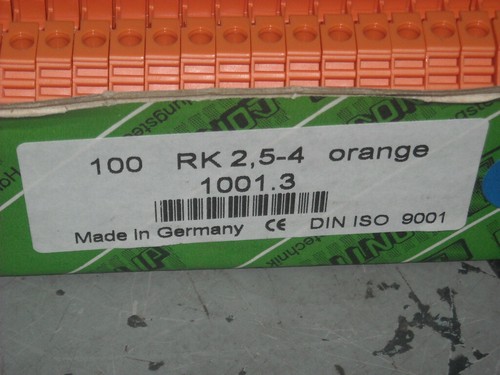 100 RK 2,5-4 orange
1001.3
Made in Germany CE DIN ISO 9001